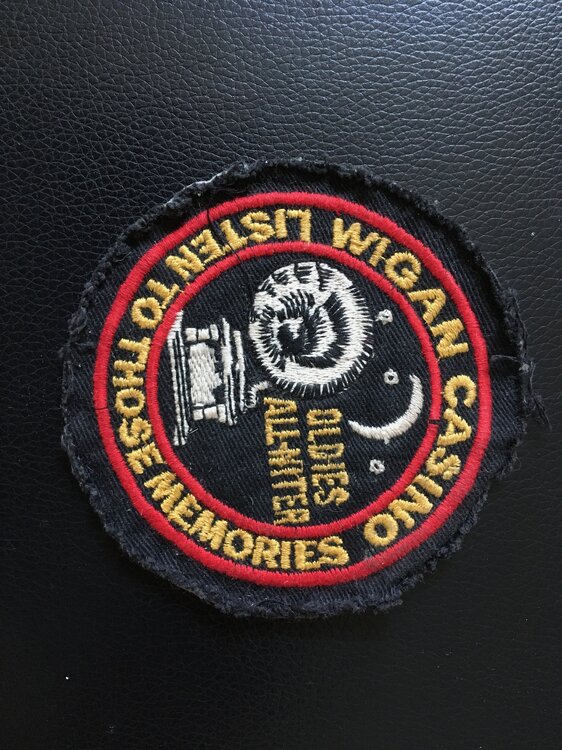 WIGAN CASINO
LISTEN TO THOSE MEMORIES
OLDIES
ALL-NITER